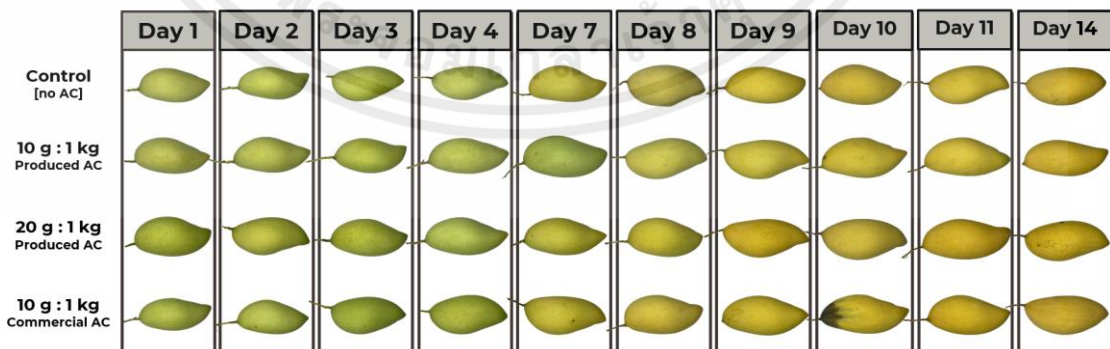 Day 1 Day 2 Day 3 Day 4 Day 7 Day 8 Day 9 Day 10 Day 11 Day 14
Control
[no AC]
10 g : 1 kg
Produced AC
20 g : 1 kg
Produced AC
10 g : 1 kg
Commercial AC